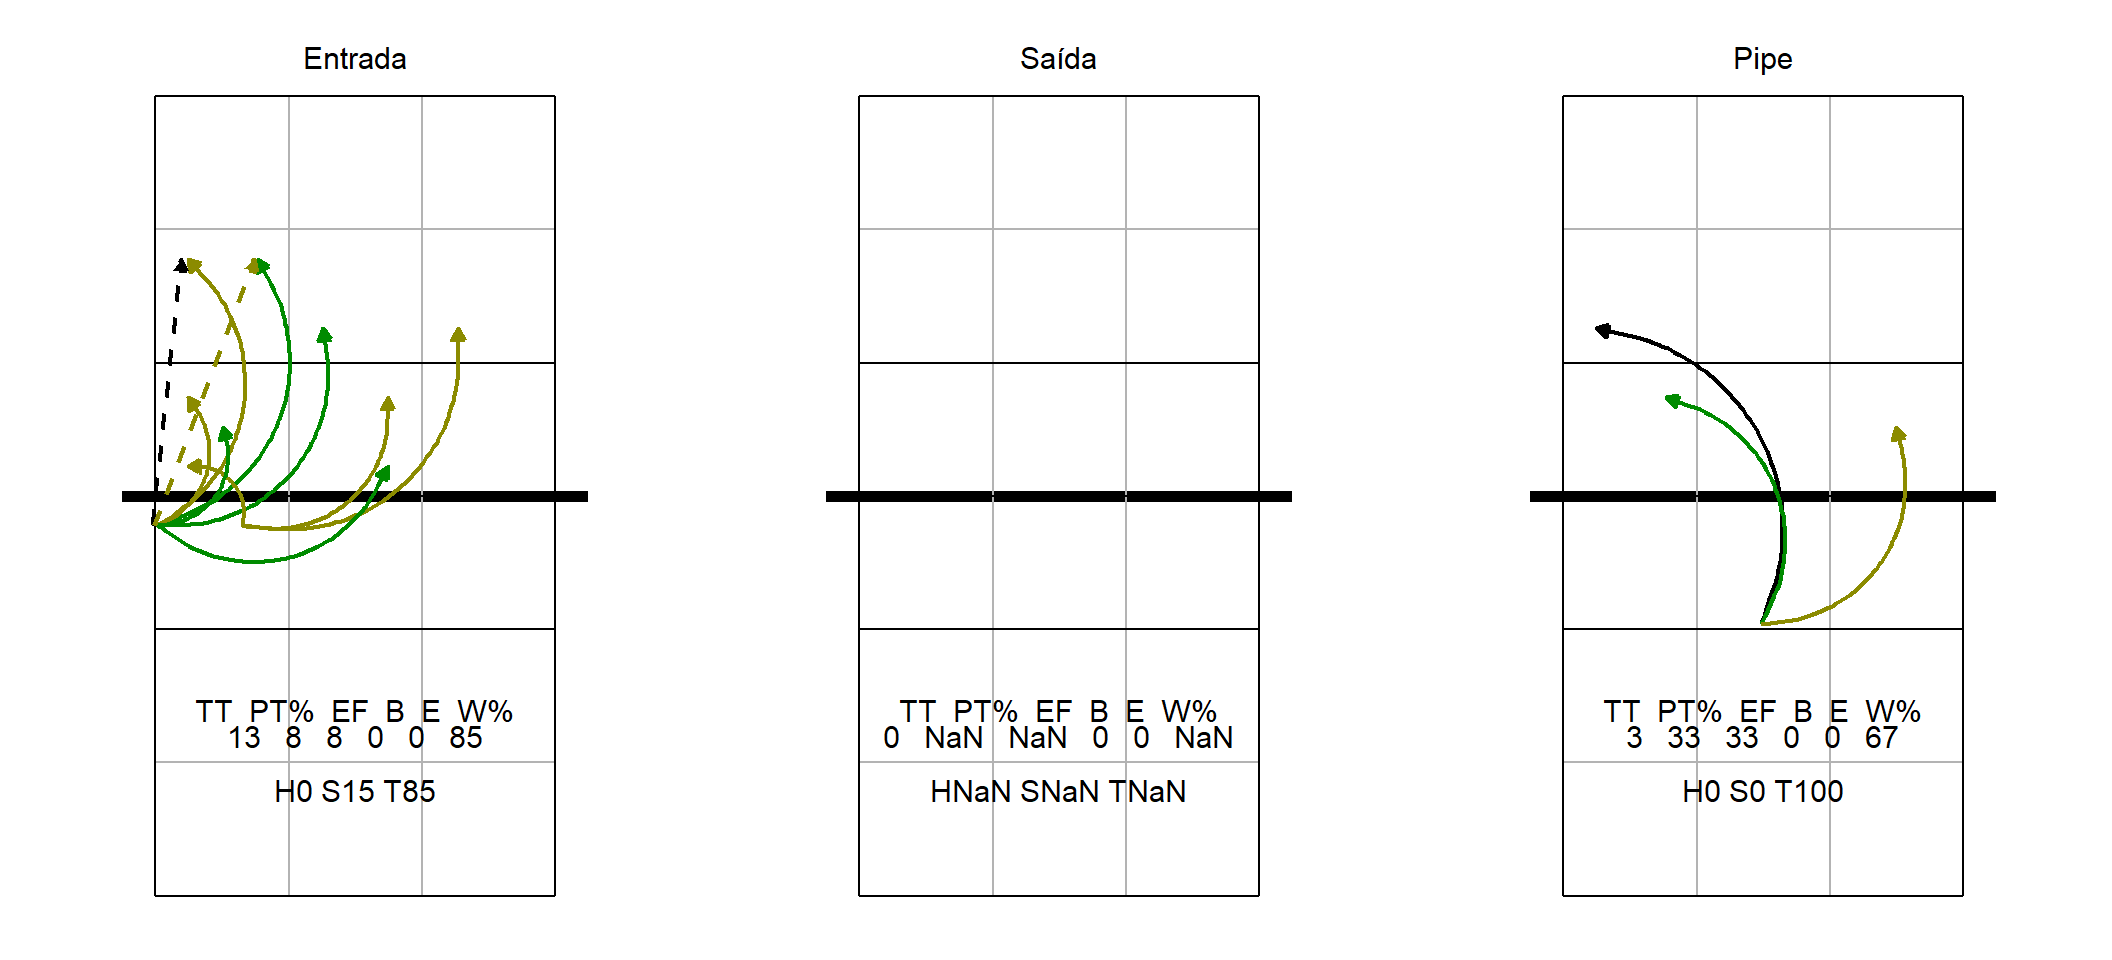 Entrada
TT PT% EF B E W%
13 8 8 0 0 85
H0 S15 T85
Saída
TT PT% EF B E W%
0 NaN NaN 0 0 NaN
HNaN SNaN TNaN
Pipe
TT PT% EF B E W%
3 33 33 0 0 67
H0 S0 T100